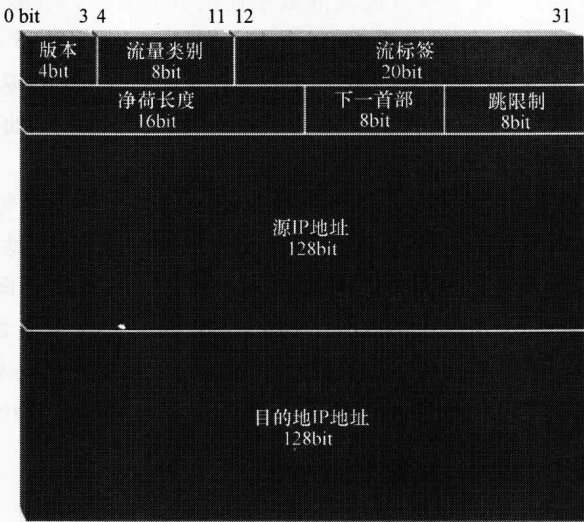 0 bit 3 4 11 12 31
版本 流量类别 流标签
4bit 8bit 20bit
净荷长度 下一首部 跳限制
16bit 8bit 8bit
源IP地址
128bit
目的地IP地址
128bit